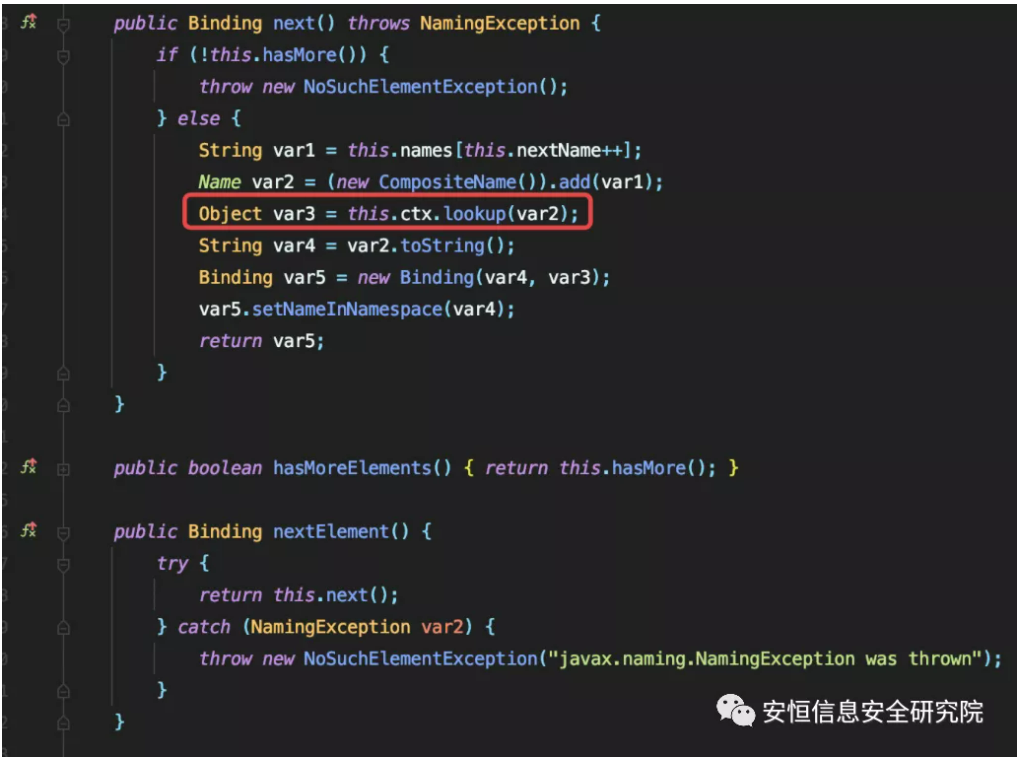 public Binding next() throws NamingException {
if (!this.hasMore()) {
throw new NoSuchElementException();
} else {
String var1 = this.names[this.nextName++];
Name var2 = (new CompositeName()).add(var1);
Object var3 = this.ctx.lookup(var2);
String var4 = var2.toString();
Binding var5 = new Binding(var4, var3);
var5.setNameInNamespace(var4);
return var5;
}
}
public boolean hasMoreElements() { return this.hasMore(); }
public Binding nextElement() {
try {
return this.next();
} catch (NamingException var2) {
throw new NoSuchElementException("javax.naming.NamingException was thrown");
}
}
安恒信息安全研究院